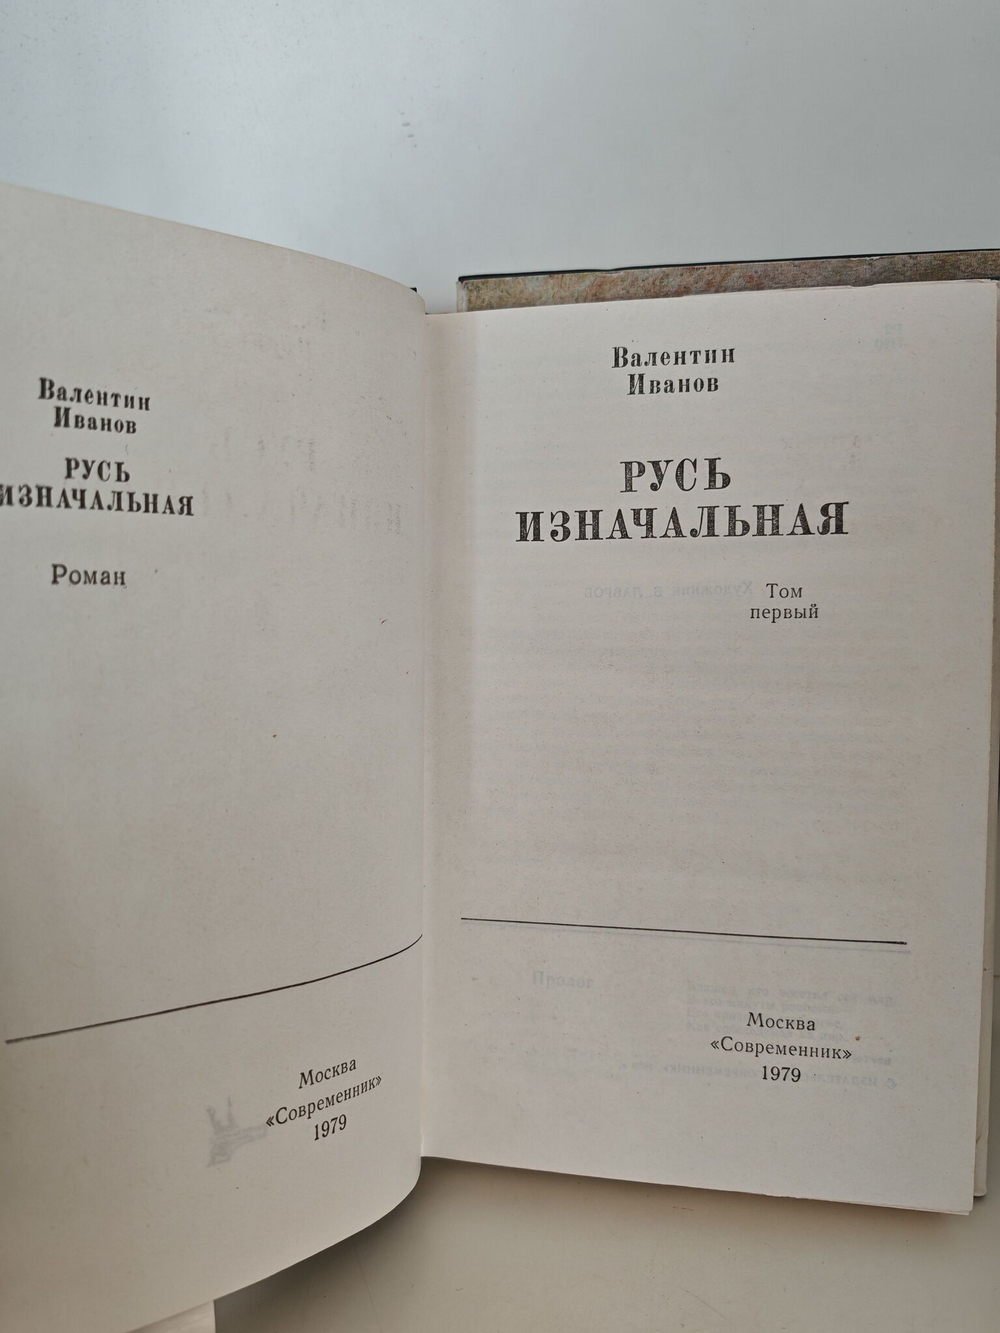 Валентин
Иванов
РУСЬ
ИЗНАЧАЛЬНАЯ
Роман
Москва
«Современник»
1979
Валентин
Иванов
РУСЬ
ИЗНАЧАЛЬНАЯ
Том
первый
Москва
«Современник»
1979